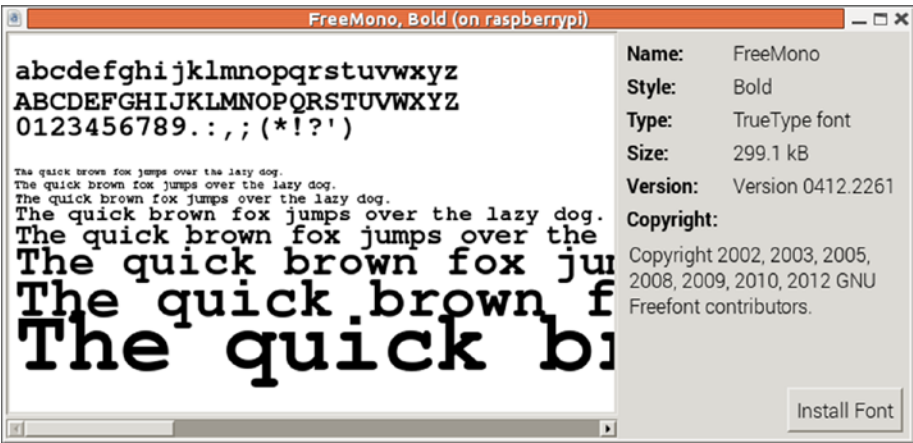 FreeMono, Bold (on raspberrypi)
abcdefghijklmnopqrstuvwxyz
ABCDEFGHIJKLMNOPQRSTUVWXYZ
0123456789.:,;(*!?')
The quick brown fox jumps over the lazy dog.
The quick brown fox jumps over the lazy dog.
The quick brown fox jumps over the lazy dog.
The quick brown fox jumps over the lazy dog.
The quick brown fox jumps over the
The quick brown fox jum
The quick brown f
The quick br
Name: FreeMono
Style: Bold
Type: TrueType font
Size: 299.1 kB
Version: Version 0412.2261
Copyright:
Copyright 2002, 2003, 2005,
2008, 2009, 2010, 2012 GNU
Freefont contributors.
Install Font